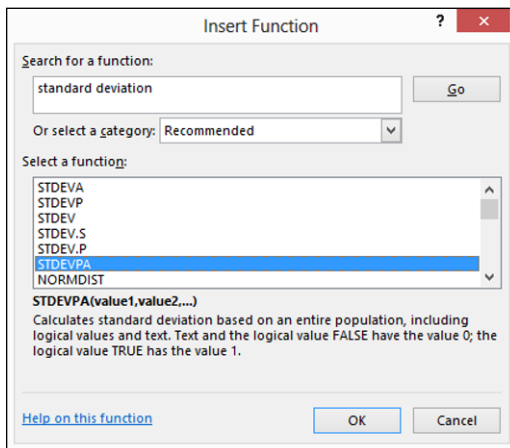 Insert Function
?
×
Search for a function:
standard deviation
Go
Or select a category: Recommended
Select a function:
STDEVA
STDEVP
STDEV
STDEV.S
STDEV.P
STDEVPA
NORMDIST
STDEVPA(value1,value2,...)
Calculates standard deviation based on an entire population, including
logical values and text. Text and the logical value FALSE have the value 0; the
logical value TRUE has the value 1.
Help on this function
OK
Cancel